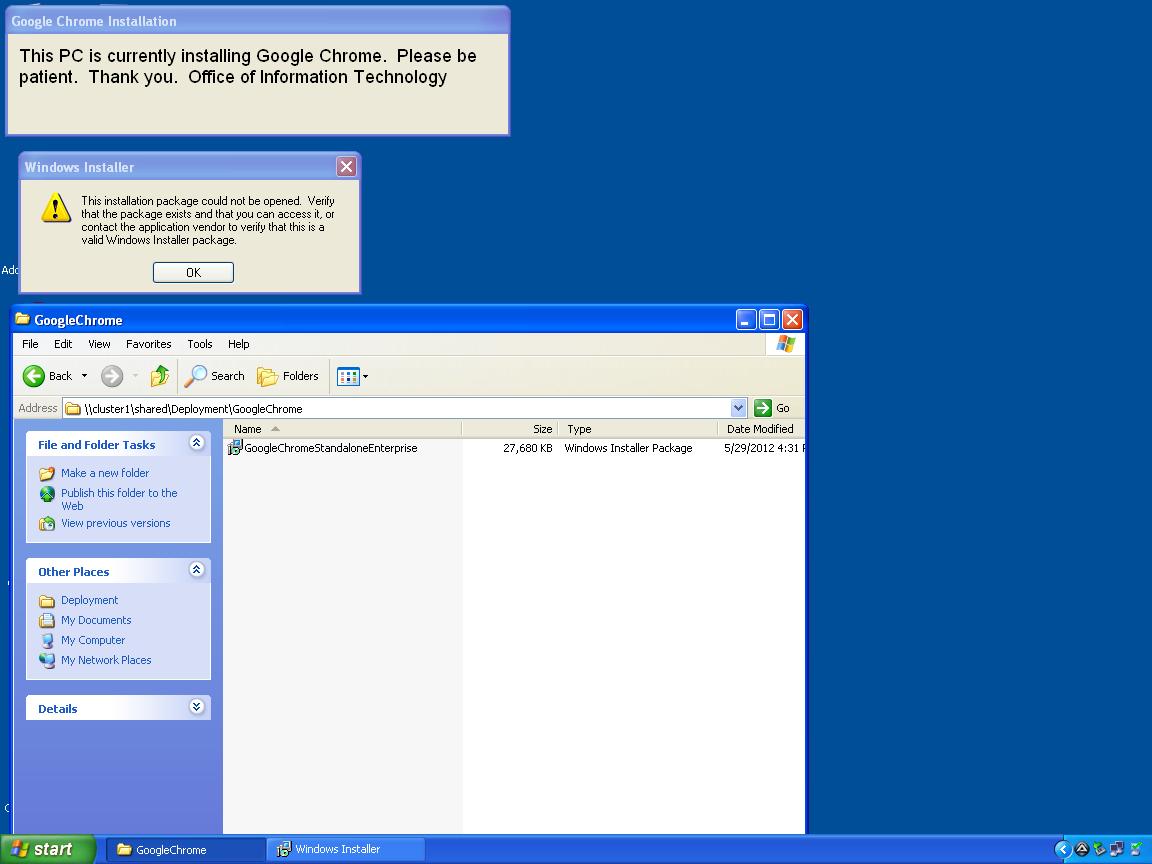 Google Chrome Installation
This PC is currently installing Google Chrome.  Please be
patient.  Thank you.  Office of Information Technology
Windows Installer
This installation package could not be opened.  Verify
that the package exists and that you can access it, or
contact the application vendor to verify that this is a
valid Windows Installer package.
OK
GoogleChrome
File Edit View Favorites Tools Help
Back Search Folders
Address \\cluster1\shared\Deployment\GoogleChrome Go
Name Size Type Date Modified
GoogleChromeStandaloneEnterprise 27,680 KB Windows Installer Package 5/29/2012 4:31
File and Folder Tasks
Make a new folder
Publish this folder to the
Web
View previous versions
Other Places
Deployment
My Documents
My Computer
My Network Places
Details
start GoogleChrome Windows Installer